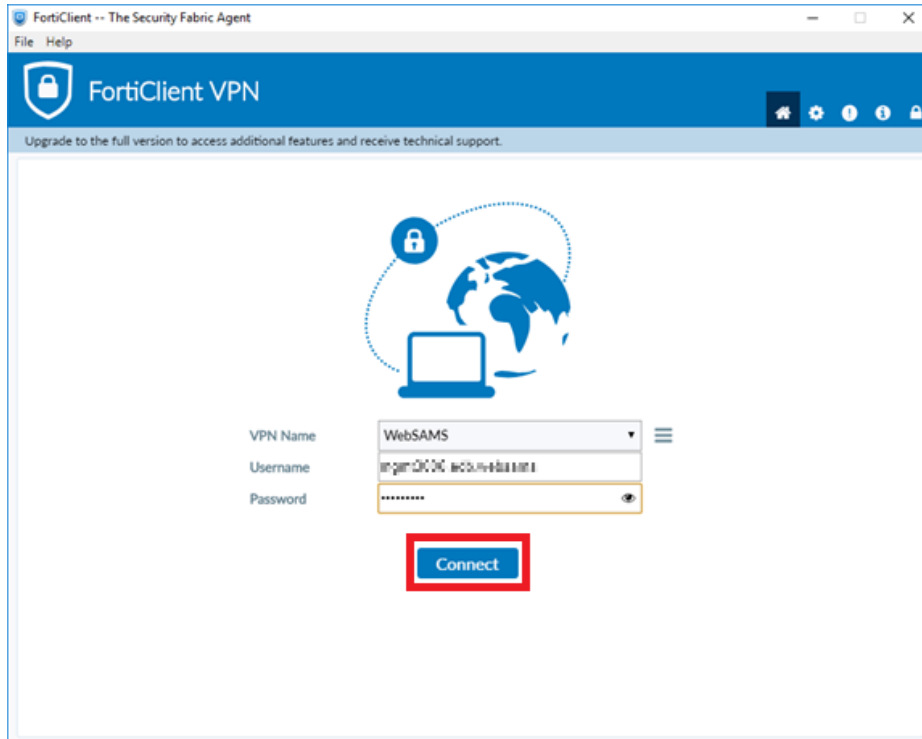 FortiClient -- The Security Fabric Agent
File Help
FortiClient VPN
Upgrade to the full version to access additional features and receive technical support.
VPN Name WebSAMS
Username
Password •••••••••
Connect